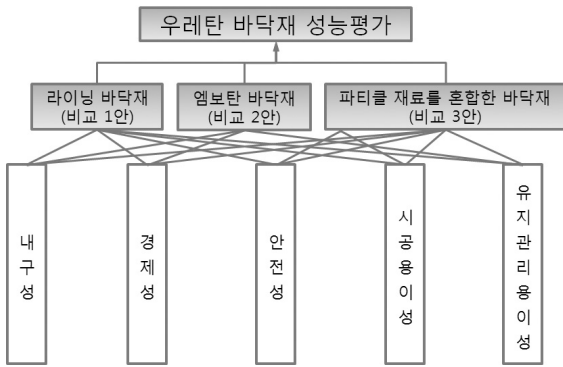 우레탄 바닥재 성능평가
라이닝 바닥재
(비교 1안)
엠보탄 바닥재
(비교 2안)
파티클 재료를 혼합한 바닥재
(비교 3안)
내구성
경제성
안전성
시공용이성
유지관리용이성